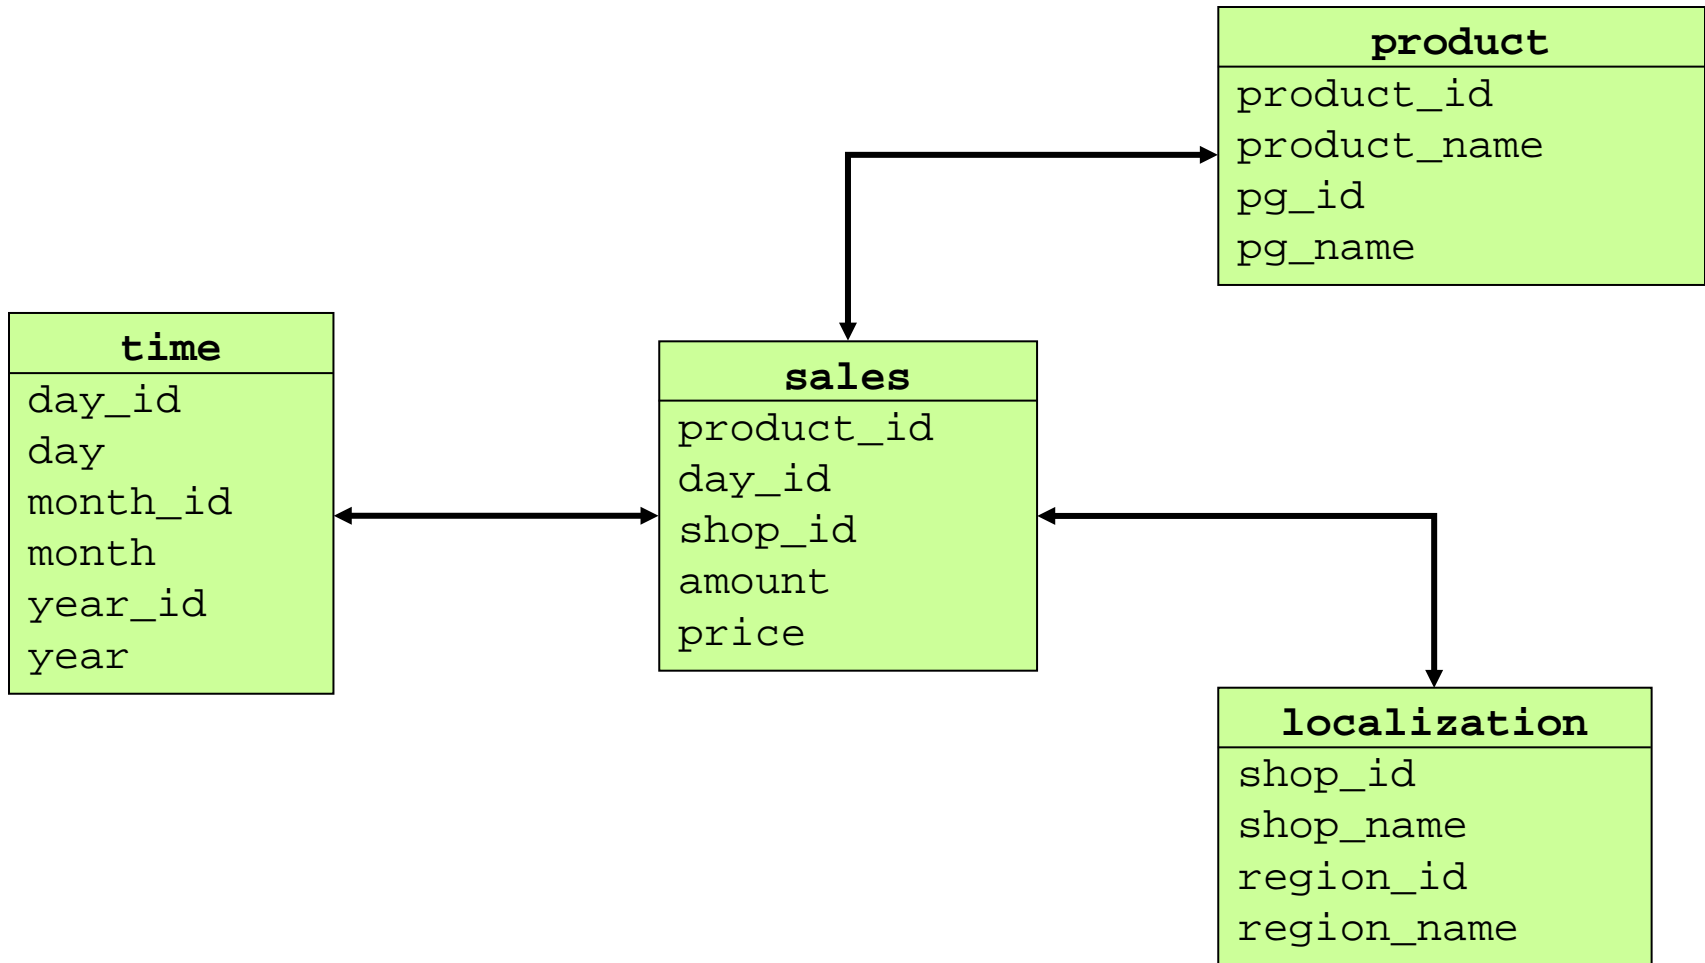 product
product_id
product_name
pg_id
pg_name
time
day_id
day
month_id
month
year_id
year
sales
product_id
day_id
shop_id
amount
price
localization
shop_id
shop_name
region_id
region_name